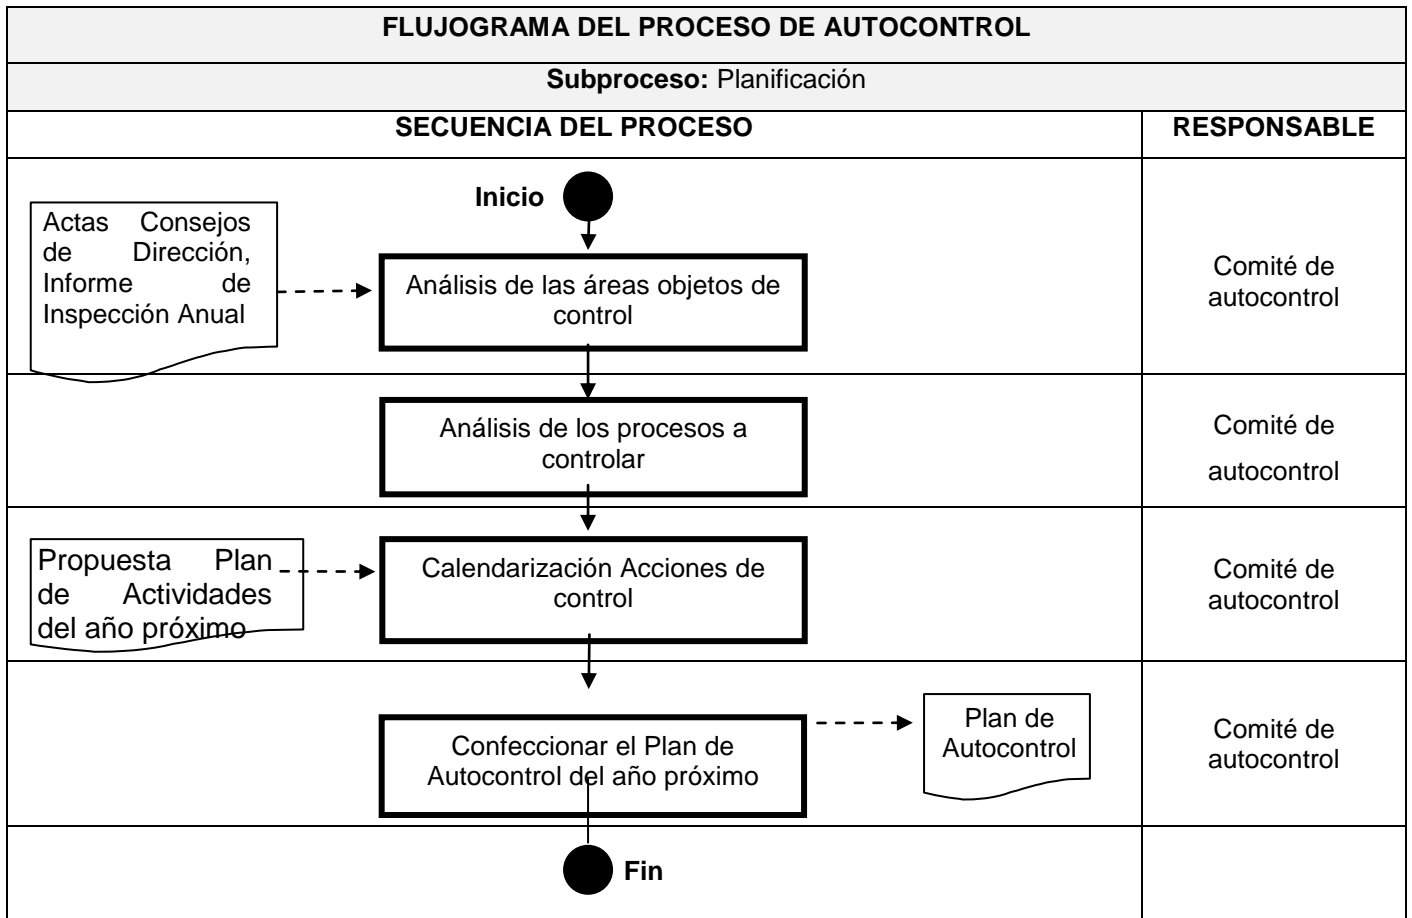 FLUJOGRAMA DEL PROCESO DE AUTOCONTROL
Subproceso: Planificación
SECUENCIA DEL PROCESO
RESPONSABLE
Inicio
Actas Consejos
de Dirección,
Informe de
Inspección Anual
Análisis de las áreas objetos de
control
Comité de
autocontrol
Análisis de los procesos a
controlar
Comité de
autocontrol
Propuesta Plan
de Actividades
del año próximo
Calendarización Acciones de
control
Comité de
autocontrol
Confeccionar el Plan de
Autocontrol del año próximo
Plan de
Autocontrol
Comité de
autocontrol
Fin